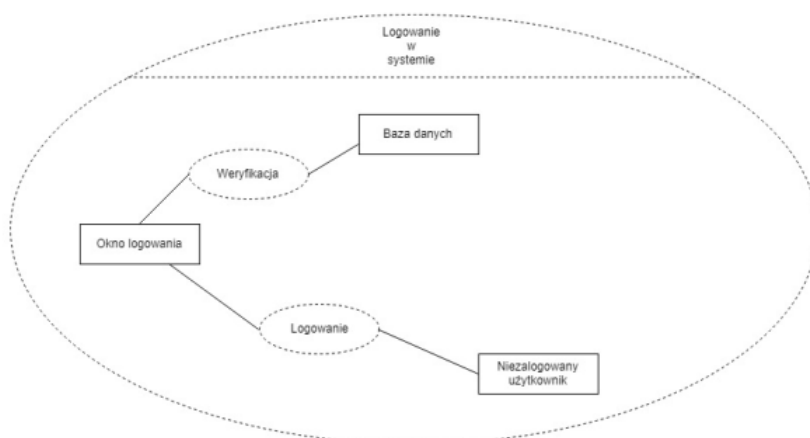 Logowanie
w
systemie
Baza danych
Weryfikacja
Okno logowania
Logowanie
Niezalogowany
użytkownik